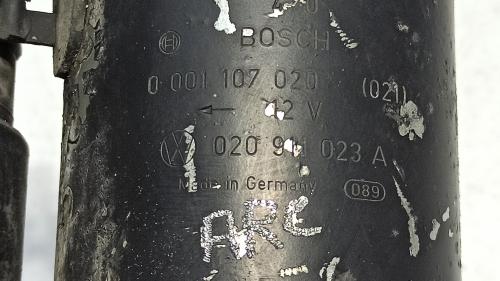 BOSCH
0 001 107 020 (021)
← 12 V
020 911 023 A
Made in Germany 089
ARC